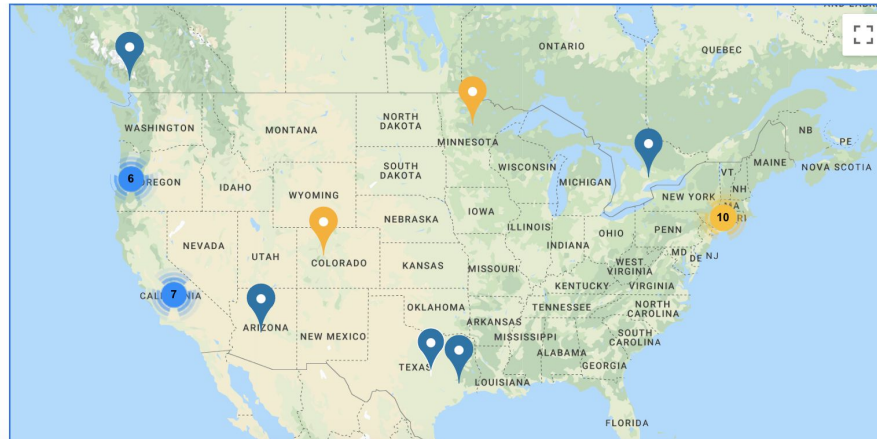 AND LABRAD
ONTARIO
QUEBEC
WASHINGTON
MONTANA
NORTH
DAKOTA
MINNESOTA
NB
PE
NOVA SCOTIA
MAINE
VT
NH
MA
RI
6
OREGON
IDAHO
SOUTH
DAKOTA
WISCONSIN
MICHIGAN
NEW YORK
WYOMING
10
NEBRASKA
IOWA
ILLINOIS
INDIANA
OHIO
PENN
NEVADA
UTAH
COLORADO
KANSAS
MISSOURI
WEST
VIRGINIA
MD
DE
NJ
KENTUCKY
VIRGINIA
7
CALIFORNIA
ARIZONA
NEW MEXICO
OKLAHOMA
ARKANSAS
TENNESSEE
NORTH
CAROLINA
MISSISSIPPI
SOUTH
CAROLINA
ALABAMA
GEORGIA
TEXAS
LOUISIANA
FLORIDA